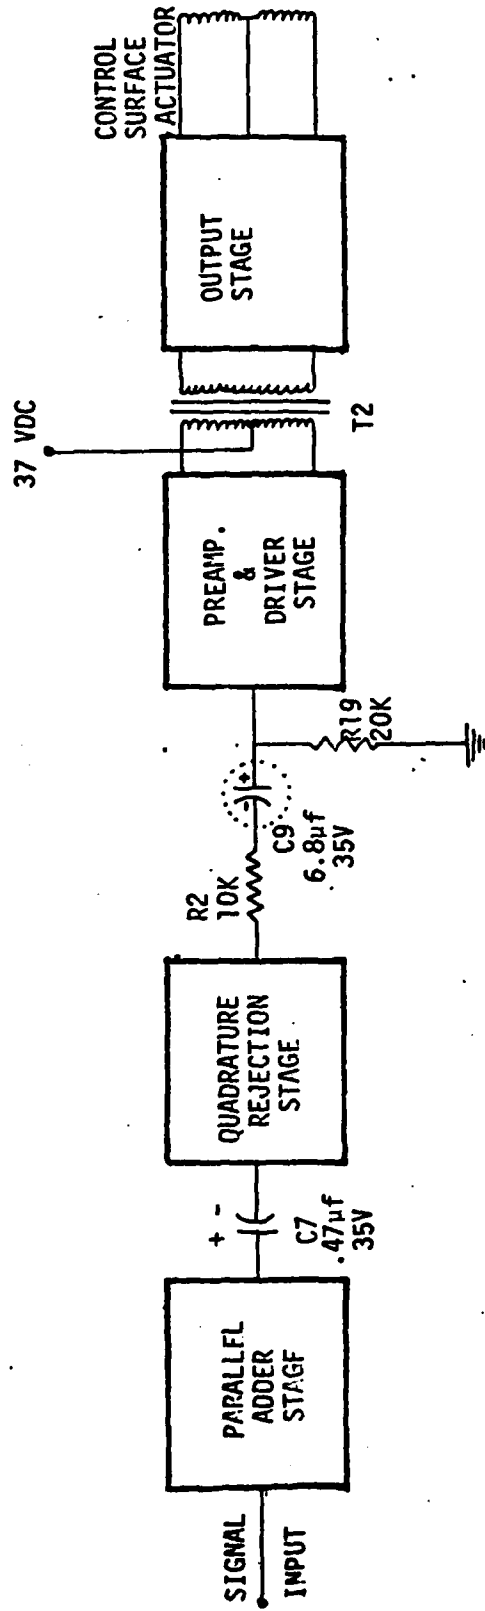 SIGNAL
INPUT
PARALLEL
ADDER
STAGE
+ -
C7
.47µf
35V
QUADRATURE
REJECTION
STAGE
R2
10K
- +
C9
6.8µf
35V
R19
20K
PREAMP.
&
DRIVER
STAGE
37 VDC
T2
OUTPUT
STAGE
CONTROL
SURFACE
ACTUATOR